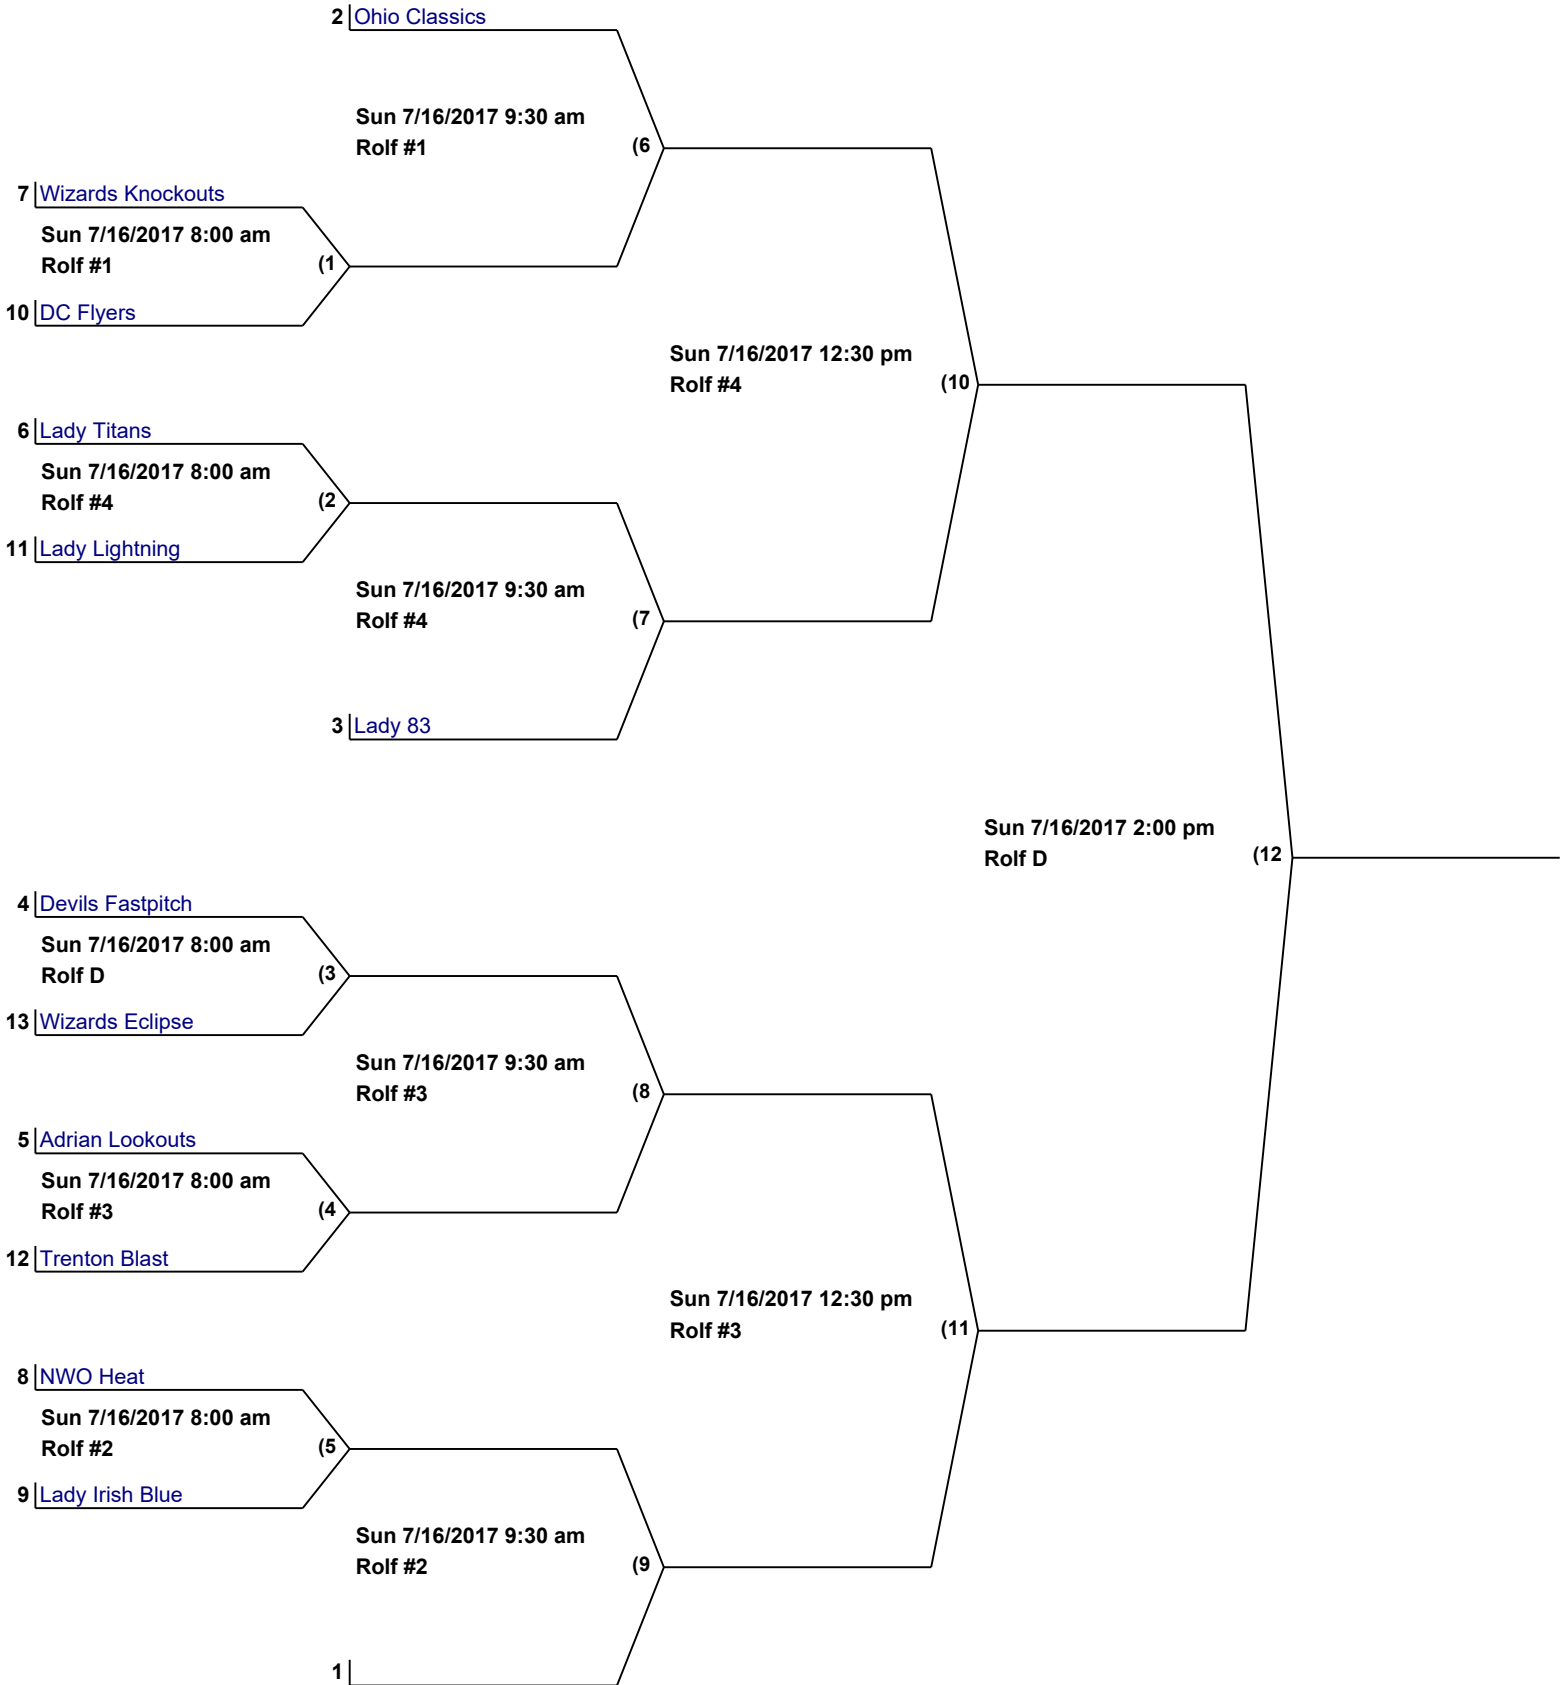 2 Ohio Classics
Sun 7/16/2017 9:30 am
Rolf #1
(6
7 Wizards Knockouts
Sun 7/16/2017 8:00 am
Rolf #1
(1
10 DC Flyers
Sun 7/16/2017 12:30 pm
Rolf #4
(10
6 Lady Titans
Sun 7/16/2017 8:00 am
Rolf #4
(2
11 Lady Lightning
Sun 7/16/2017 9:30 am
Rolf #4
(7
3 Lady 83
Sun 7/16/2017 2:00 pm
Rolf D
(12
4 Devils Fastpitch
Sun 7/16/2017 8:00 am
Rolf D
(3
13 Wizards Eclipse
Sun 7/16/2017 9:30 am
Rolf #3
(8
5 Adrian Lookouts
Sun 7/16/2017 8:00 am
Rolf #3
(4
12 Trenton Blast
Sun 7/16/2017 12:30 pm
Rolf #3
(11
8 NWO Heat
Sun 7/16/2017 8:00 am
Rolf #2
(5
9 Lady Irish Blue
Sun 7/16/2017 9:30 am
Rolf #2
(9
1